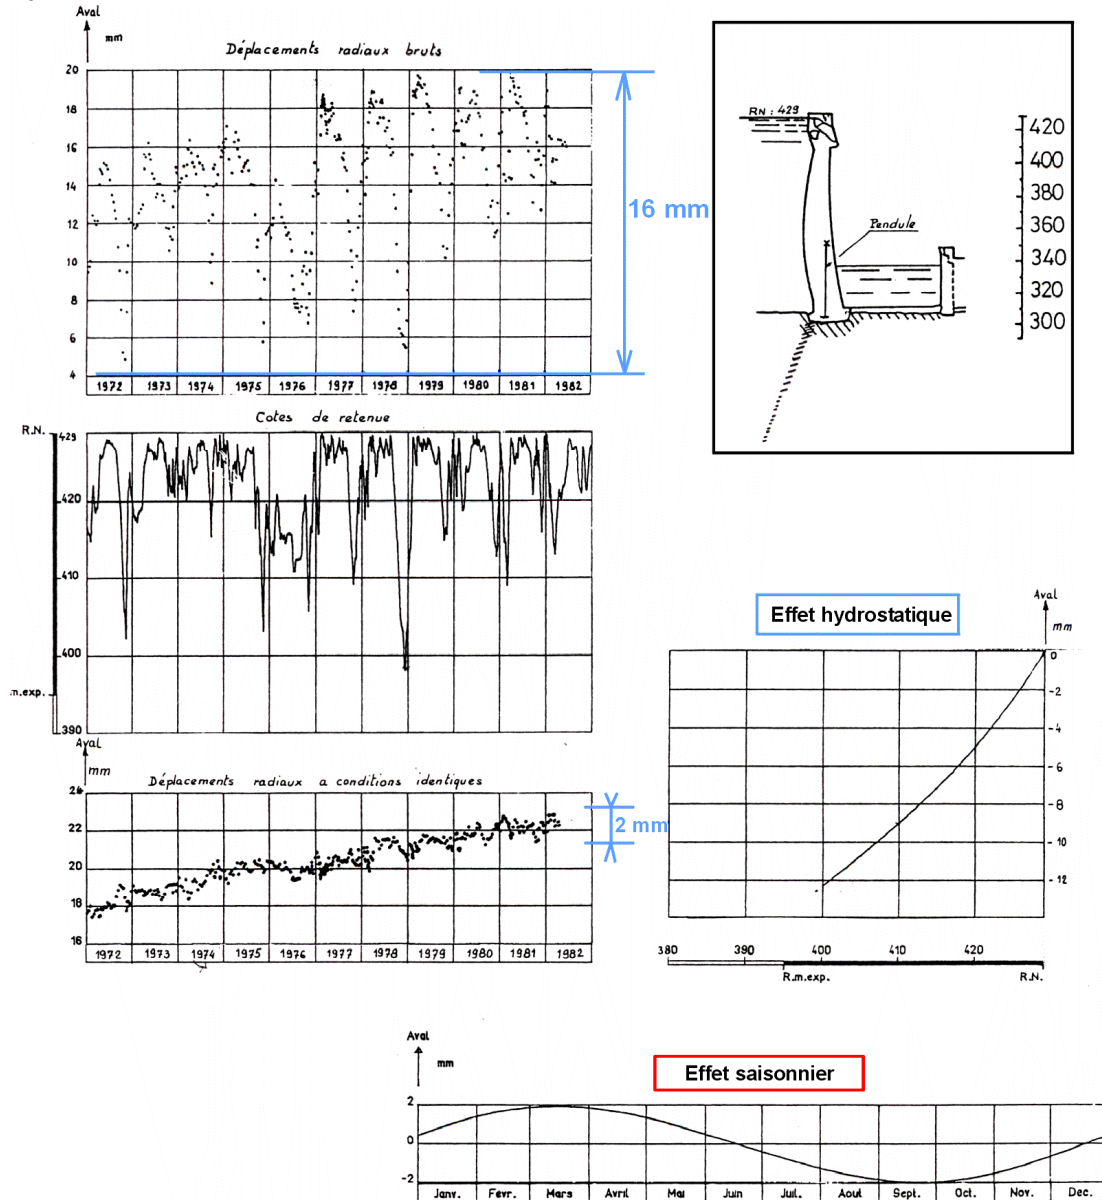 Aval
mm
Déplacements radiaux bruts
20
18
16
14
12
10
8
6
4
1972 1973 1974 1975 1976 1977 1978 1979 1980 1981 1982
16 mm
RN : 429
Pendule
420
400
380
360
340
320
300
Cotes de retenue
R.N.
429
420
410
400
m.exp.
390
Aval
mm
Déplacements radiaux a conditions identiques
24
22
20
18
16
2 mm
1972 1973 1974 1975 1976 1977 1978 1979 1980 1981 1982
Effet hydrostatique
Aval
mm
0
-2
-4
-6
-8
-10
-12
380 390 400 410 420
R.m.exp. R.N.
Aval
mm
Effet saisonnier
2
0
-2
Janv. Fevr. Mars Avril Mai Juin Juil. Aout Sept. Oct. Nov. Dec.